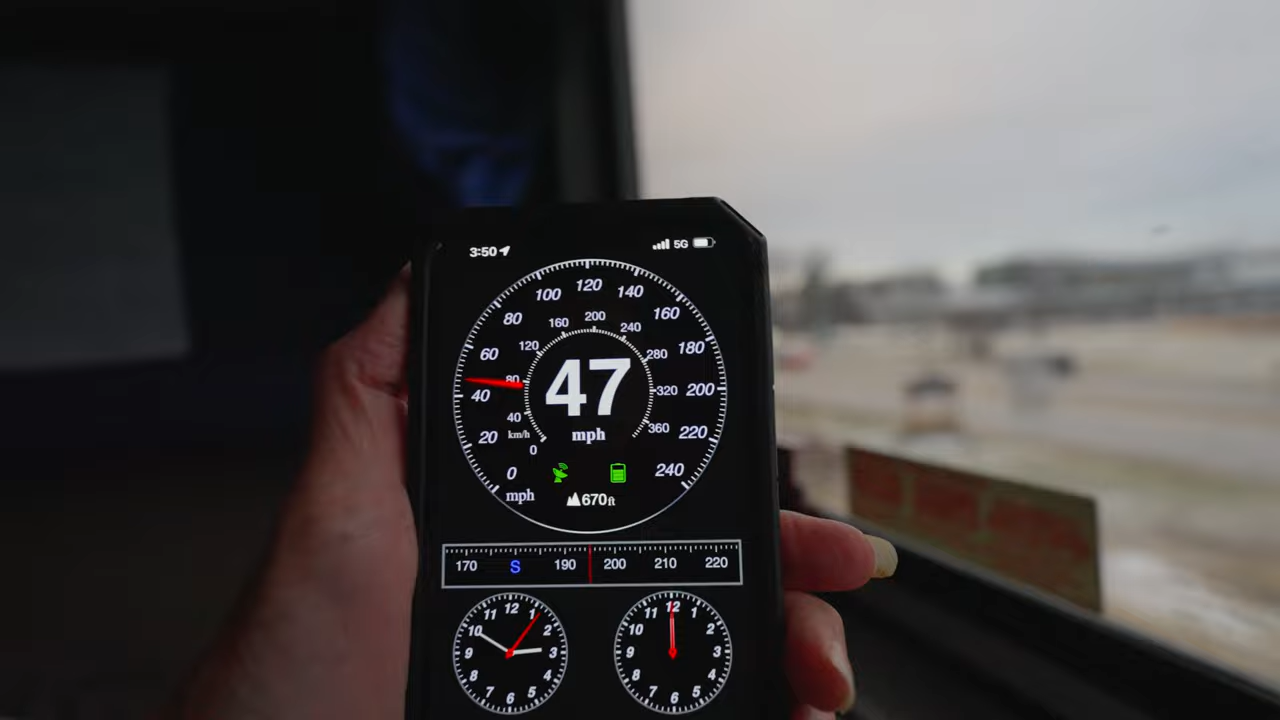 3:50 5G
100 120 140
80 160
60 180
40 200
20 220
0 240
mph
160 200 240
120 280
80 320
40 360
km/h
0
47
mph
670ft
170 S 190 200 210 220
12 1 2 3 4 5 6 7 8 9 10 11
12 1 2 3 4 5 6 7 8 9 10 11